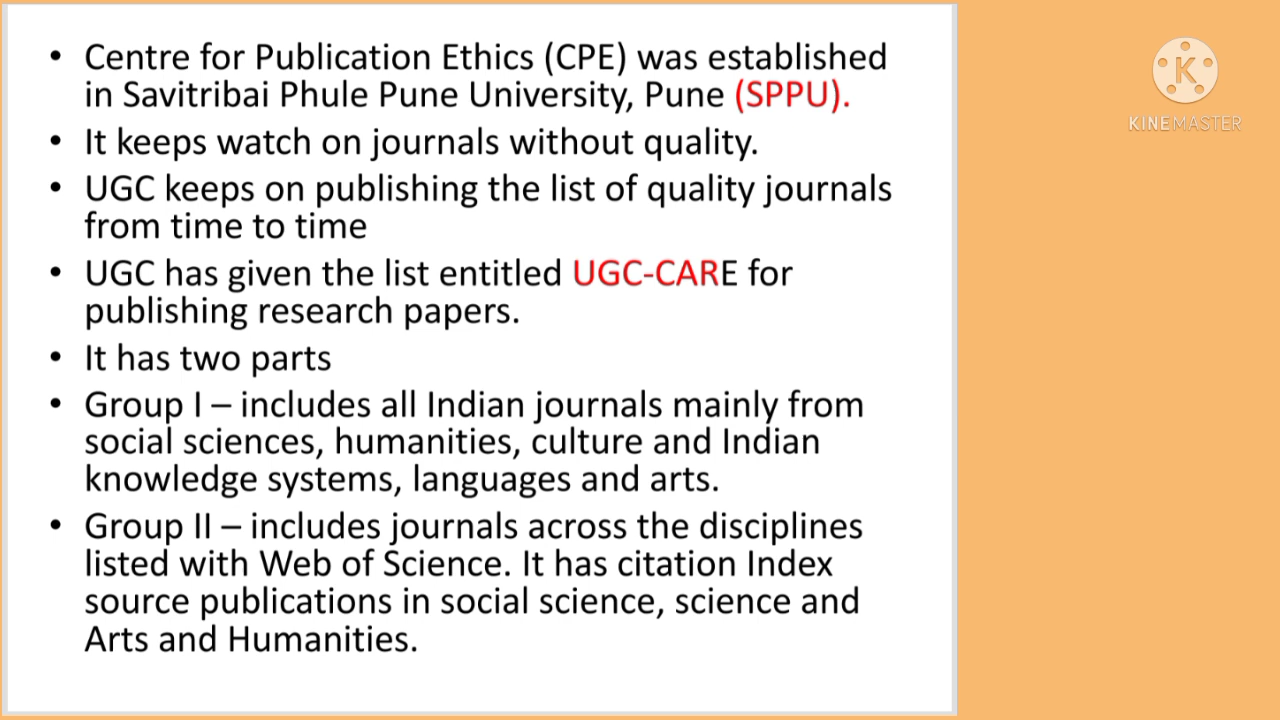 • Centre for Publication Ethics (CPE) was established
in Savitribai Phule Pune University, Pune (SPPU).
• It keeps watch on journals without quality.
• UGC keeps on publishing the list of quality journals
from time to time
• UGC has given the list entitled UGC-CARE for
publishing research papers.
• It has two parts
• Group I – includes all Indian journals mainly from
social sciences, humanities, culture and Indian
knowledge systems, languages and arts.
• Group II – includes journals across the disciplines
listed with Web of Science. It has citation Index
source publications in social science, science and
Arts and Humanities.
K
KINEMASTER